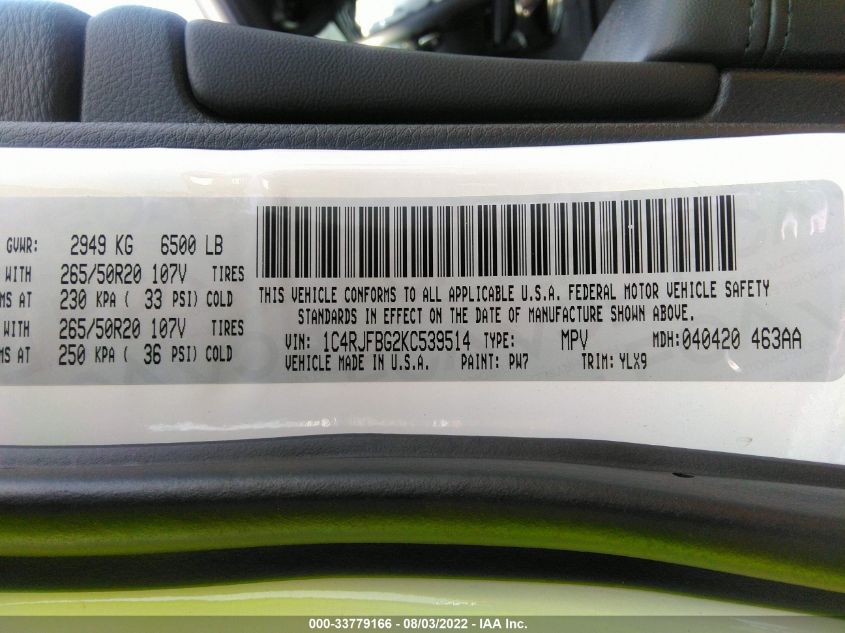 GVWR: 2949 KG 6500 LB
WITH 265/50R20 107V TIRES
MS AT 230 KPA ( 33 PSI) COLD
265/50R20 107V TIRES
MS AT 250 KPA ( 36 PSI) COLD
THIS VEHICLE CONFORMS TO ALL APPLICABLE U.S.A. FEDERAL MOTOR VEHICLE SAFETY
STANDARDS IN EFFECT ON THE DATE OF MANUFACTURE SHOWN ABOVE.
VIN: 1C4RJFBG2KC539514 TYPE: MPV MDH: 040420 463AA
VEHICLE MADE IN U.S.A. PAINT: PW7 TRIM: YLX9
000-33779166 - 08/03/2022 - IAA Inc.